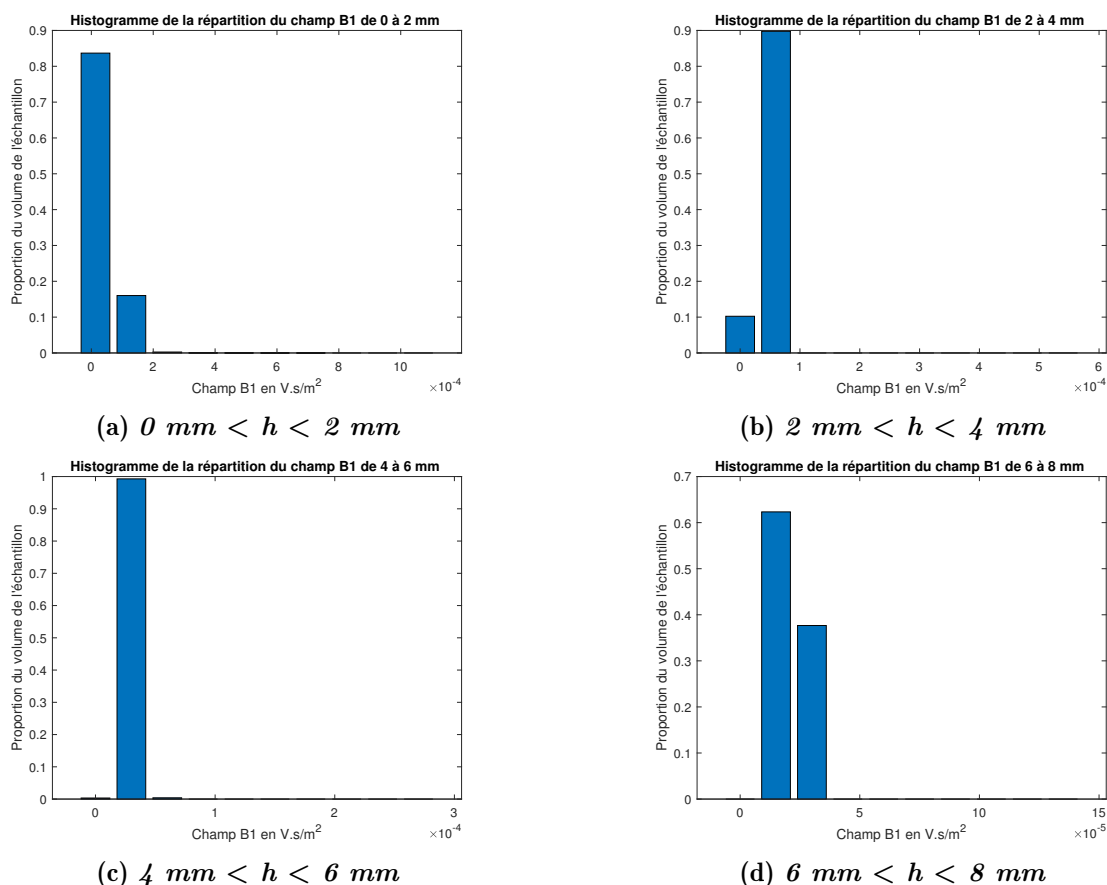 Histogramme de la répartition du champ B1 de 0 à 2 mm
Proportion du volume de l'échantillon
0.9
0.8
0.7
0.6
0.5
0.4
0.3
0.2
0.1
0
0 2 4 6 8 10
×10⁻⁴
Champ B1 en V.s/m²
(a) 0 mm < h < 2 mm
Histogramme de la répartition du champ B1 de 2 à 4 mm
Proportion du volume de l'échantillon
0.9
0.8
0.7
0.6
0.5
0.4
0.3
0.2
0.1
0
0 1 2 3 4 5 6
×10⁻⁴
Champ B1 en V.s/m²
(b) 2 mm < h < 4 mm
Histogramme de la répartition du champ B1 de 4 à 6 mm
Proportion du volume de l'échantillon
1
0.9
0.8
0.7
0.6
0.5
0.4
0.3
0.2
0.1
0
0 1 2 3
×10⁻⁴
Champ B1 en V.s/m²
(c) 4 mm < h < 6 mm
Histogramme de la répartition du champ B1 de 6 à 8 mm
Proportion du volume de l'échantillon
0.7
0.6
0.5
0.4
0.3
0.2
0.1
0
0 5 10 15
×10⁻⁵
Champ B1 en V.s/m²
(d) 6 mm < h < 8 mm